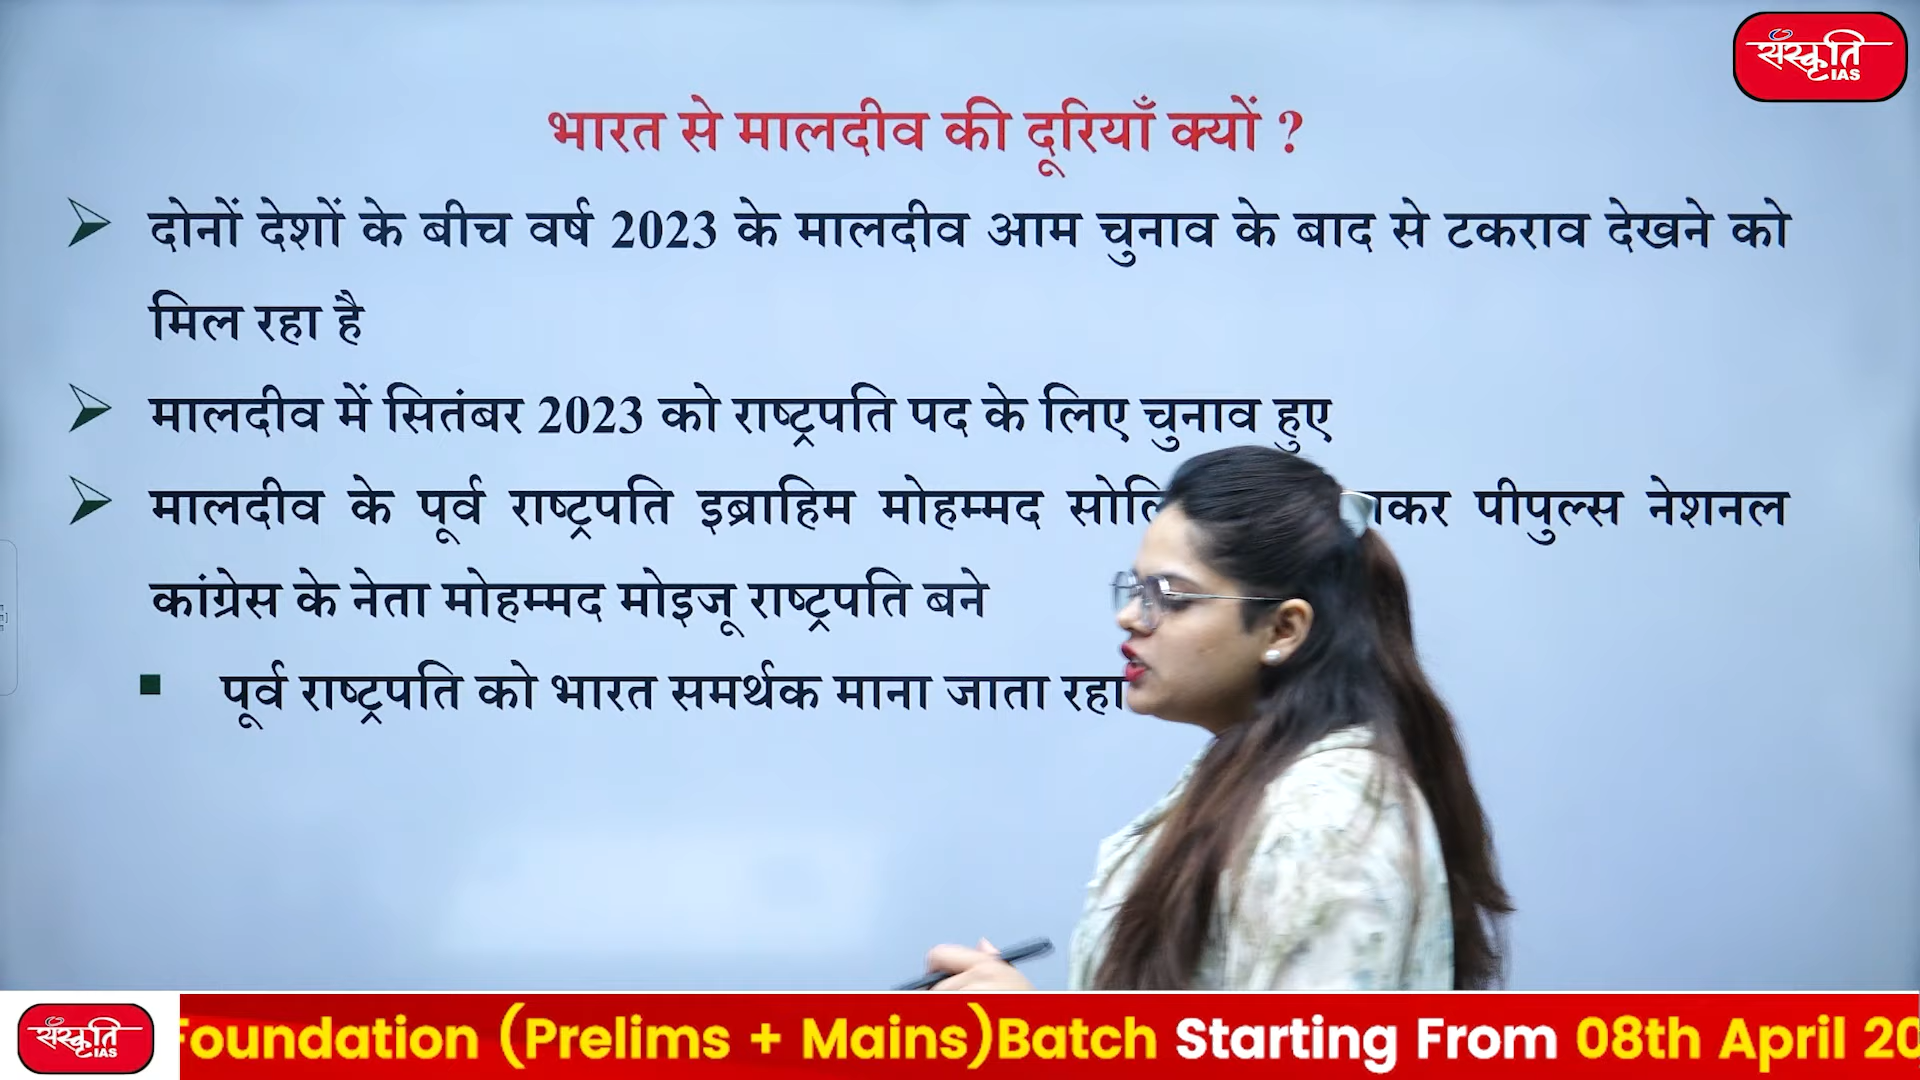 संस्कृति
IAS
भारत से मालदीव की दूरियाँ क्यों ?
दोनों देशों के बीच वर्ष 2023 के मालदीव आम चुनाव के बाद से टकराव देखने को
मिल रहा है
मालदीव में सितंबर 2023 को राष्ट्रपति पद के लिए चुनाव हुए
मालदीव के पूर्व राष्ट्रपति इब्राहिम मोहम्मद पीपुल्स नेशनल
कांग्रेस के नेता मोहम्मद मोइजू राष्ट्रपति बने
पूर्व राष्ट्रपति को भारत समर्थक माना जाता रहा
संस्कृति
IAS
Foundation (Prelims + Mains)Batch Starting From 08th April 20